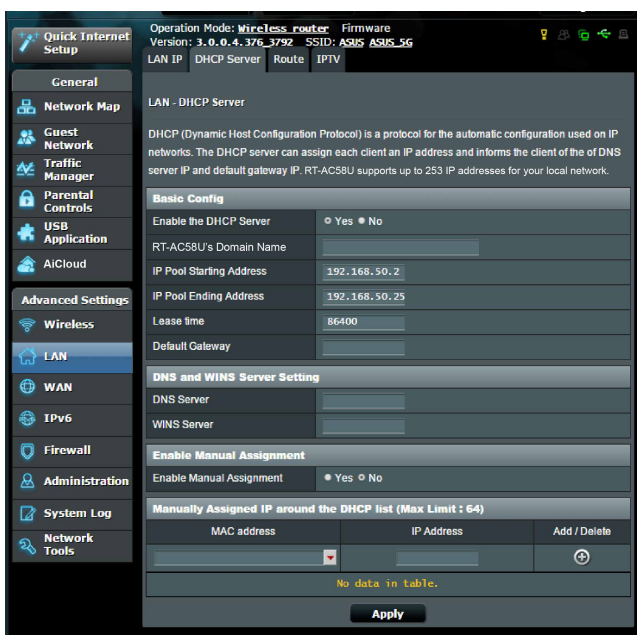 Quick Internet
Setup
Operation Mode: Wireless router Firmware
Version: 3.0.0.4.376_3792 SSID: ASUS ASUS_5G
LAN IP DHCP Server Route IPTV
General
Network Map
Guest
Network
Traffic
Manager
Parental
Controls
USB
Application
AiCloud
Advanced Settings
Wireless
LAN
WAN
IPv6
Firewall
Administration
System Log
Network
Tools
LAN - DHCP Server
DHCP (Dynamic Host Configuration Protocol) is a protocol for the automatic configuration used on IP
networks. The DHCP server can assign each client an IP address and informs the client of the of DNS
server IP and default gateway IP. RT-AC58U supports up to 253 IP addresses for your local network.
Basic Config
Enable the DHCP Server Yes No
RT-AC58U's Domain Name
IP Pool Starting Address 192.168.50.2
IP Pool Ending Address 192.168.50.25
Lease time 86400
Default Gateway
DNS and WINS Server Setting
DNS Server
WINS Server
Enable Manual Assignment
Enable Manual Assignment Yes No
Manually Assigned IP around the DHCP list (Max Limit : 64)
MAC address IP Address Add / Delete
No data in table.
Apply